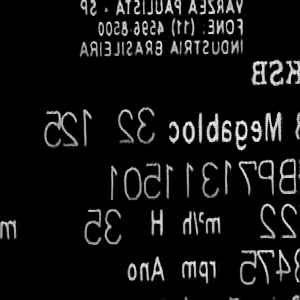 VARZEA PAULISTA - SP
FONE: (11) 4596 8500
INDUSTRIA BRASILEIRA
KSB
Megabloc 32 125
BP711311501
22 m³/h H 35 m
3475 rpm Ano